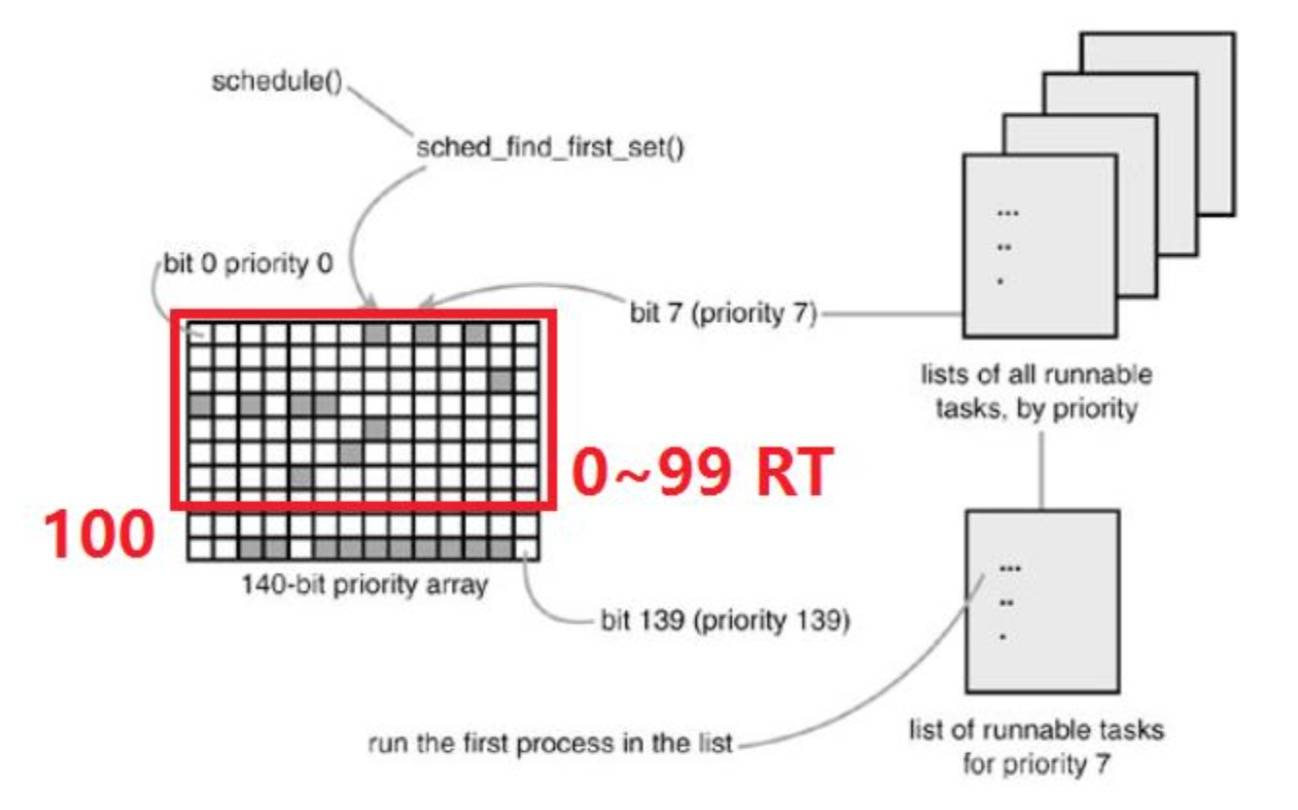 schedule()
sched_find_first_set()
bit 0 priority 0
bit 7 (priority 7)
...
..
.
lists of all runnable
tasks, by priority
0~99 RT
100
140-bit priority array
bit 139 (priority 139)
...
..
.
run the first process in the list
list of runnable tasks
for priority 7